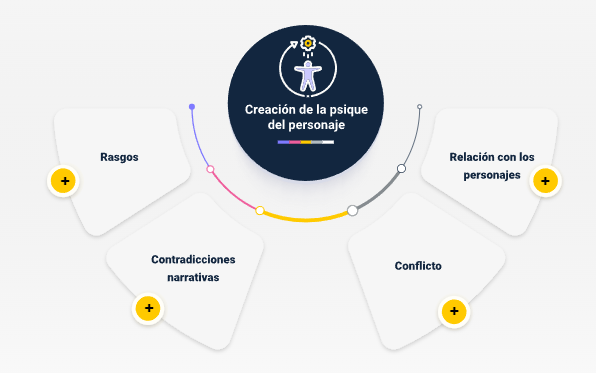 Creación de la psique
del personaje
Rasgos
Contradicciones
narrativas
Conflicto
Relación con los
personajes